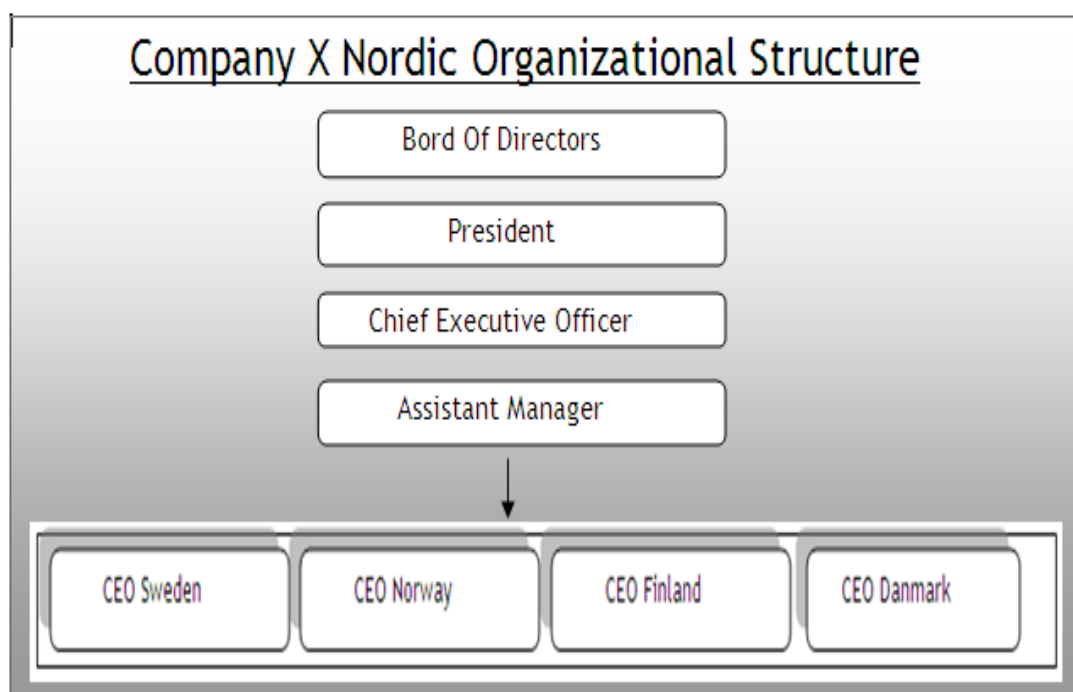 Company X Nordic Organizational Structure
Bord Of Directors
President
Chief Executive Officer
Assistant Manager
CEO Sweden
CEO Norway
CEO Finland
CEO Danmark